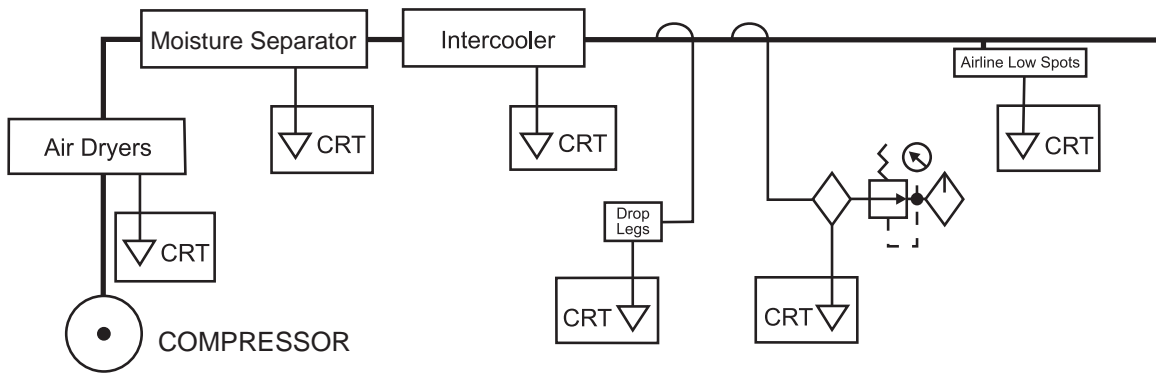 Moisture Separator
Intercooler
Airline Low Spots
CRT
CRT
CRT
Air Dryers
Drop
Legs
CRT
CRT
CRT
COMPRESSOR